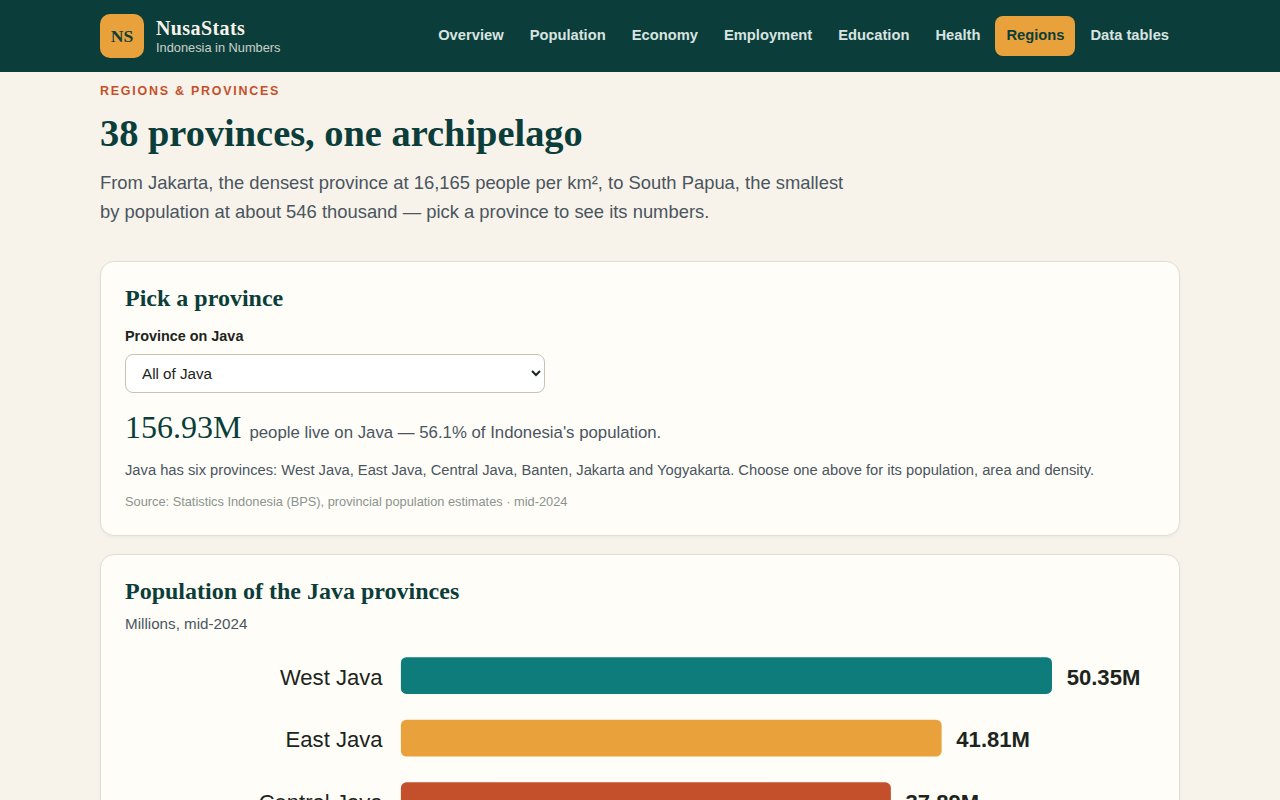 NS
NusaStats
Indonesia in Numbers
Overview Population Economy Employment Education Health Regions Data tables
REGIONS & PROVINCES
38 provinces, one archipelago
From Jakarta, the densest province at 16,165 people per km², to South Papua, the smallest
by population at about 546 thousand — pick a province to see its numbers.
Pick a province
Province on Java
All of Java
156.93M people live on Java — 56.1% of Indonesia's population.
Java has six provinces: West Java, East Java, Central Java, Banten, Jakarta and Yogyakarta. Choose one above for its population, area and density.
Source: Statistics Indonesia (BPS), provincial population estimates · mid-2024
Population of the Java provinces
Millions, mid-2024
West Java 50.35M
East Java 41.81M
Central Java 37.89M